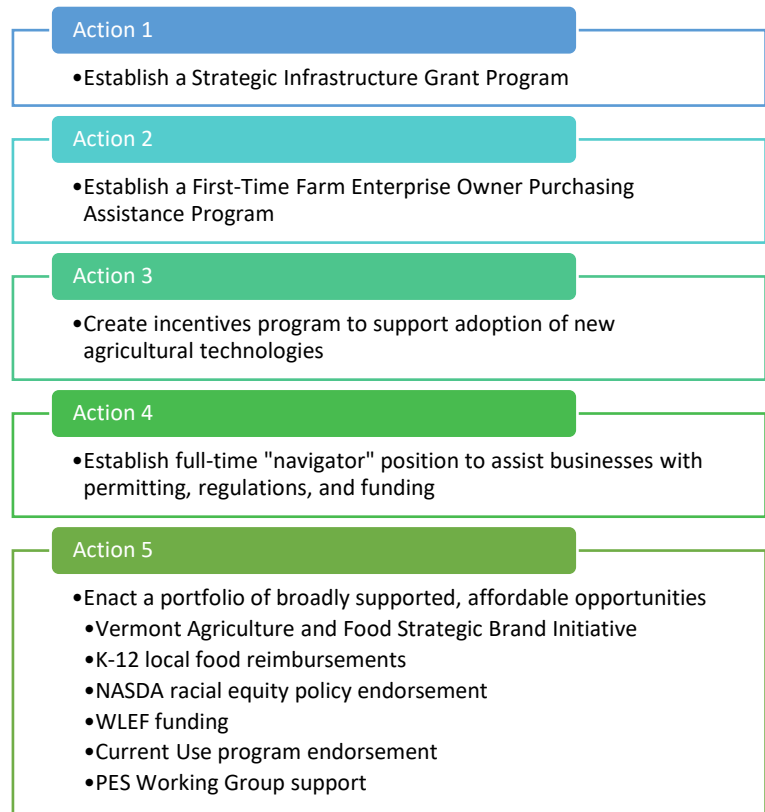 Action 1
•Establish a Strategic Infrastructure Grant Program
Action 2
•Establish a First-Time Farm Enterprise Owner Purchasing
Assistance Program
Action 3
•Create incentives program to support adoption of new
agricultural technologies
Action 4
•Establish full-time "navigator" position to assist businesses with
permitting, regulations, and funding
Action 5
•Enact a portfolio of broadly supported, affordable opportunities
•Vermont Agriculture and Food Strategic Brand Initiative
•K-12 local food reimbursements
•NASDA racial equity policy endorsement
•WLEF funding
•Current Use program endorsement
•PES Working Group support